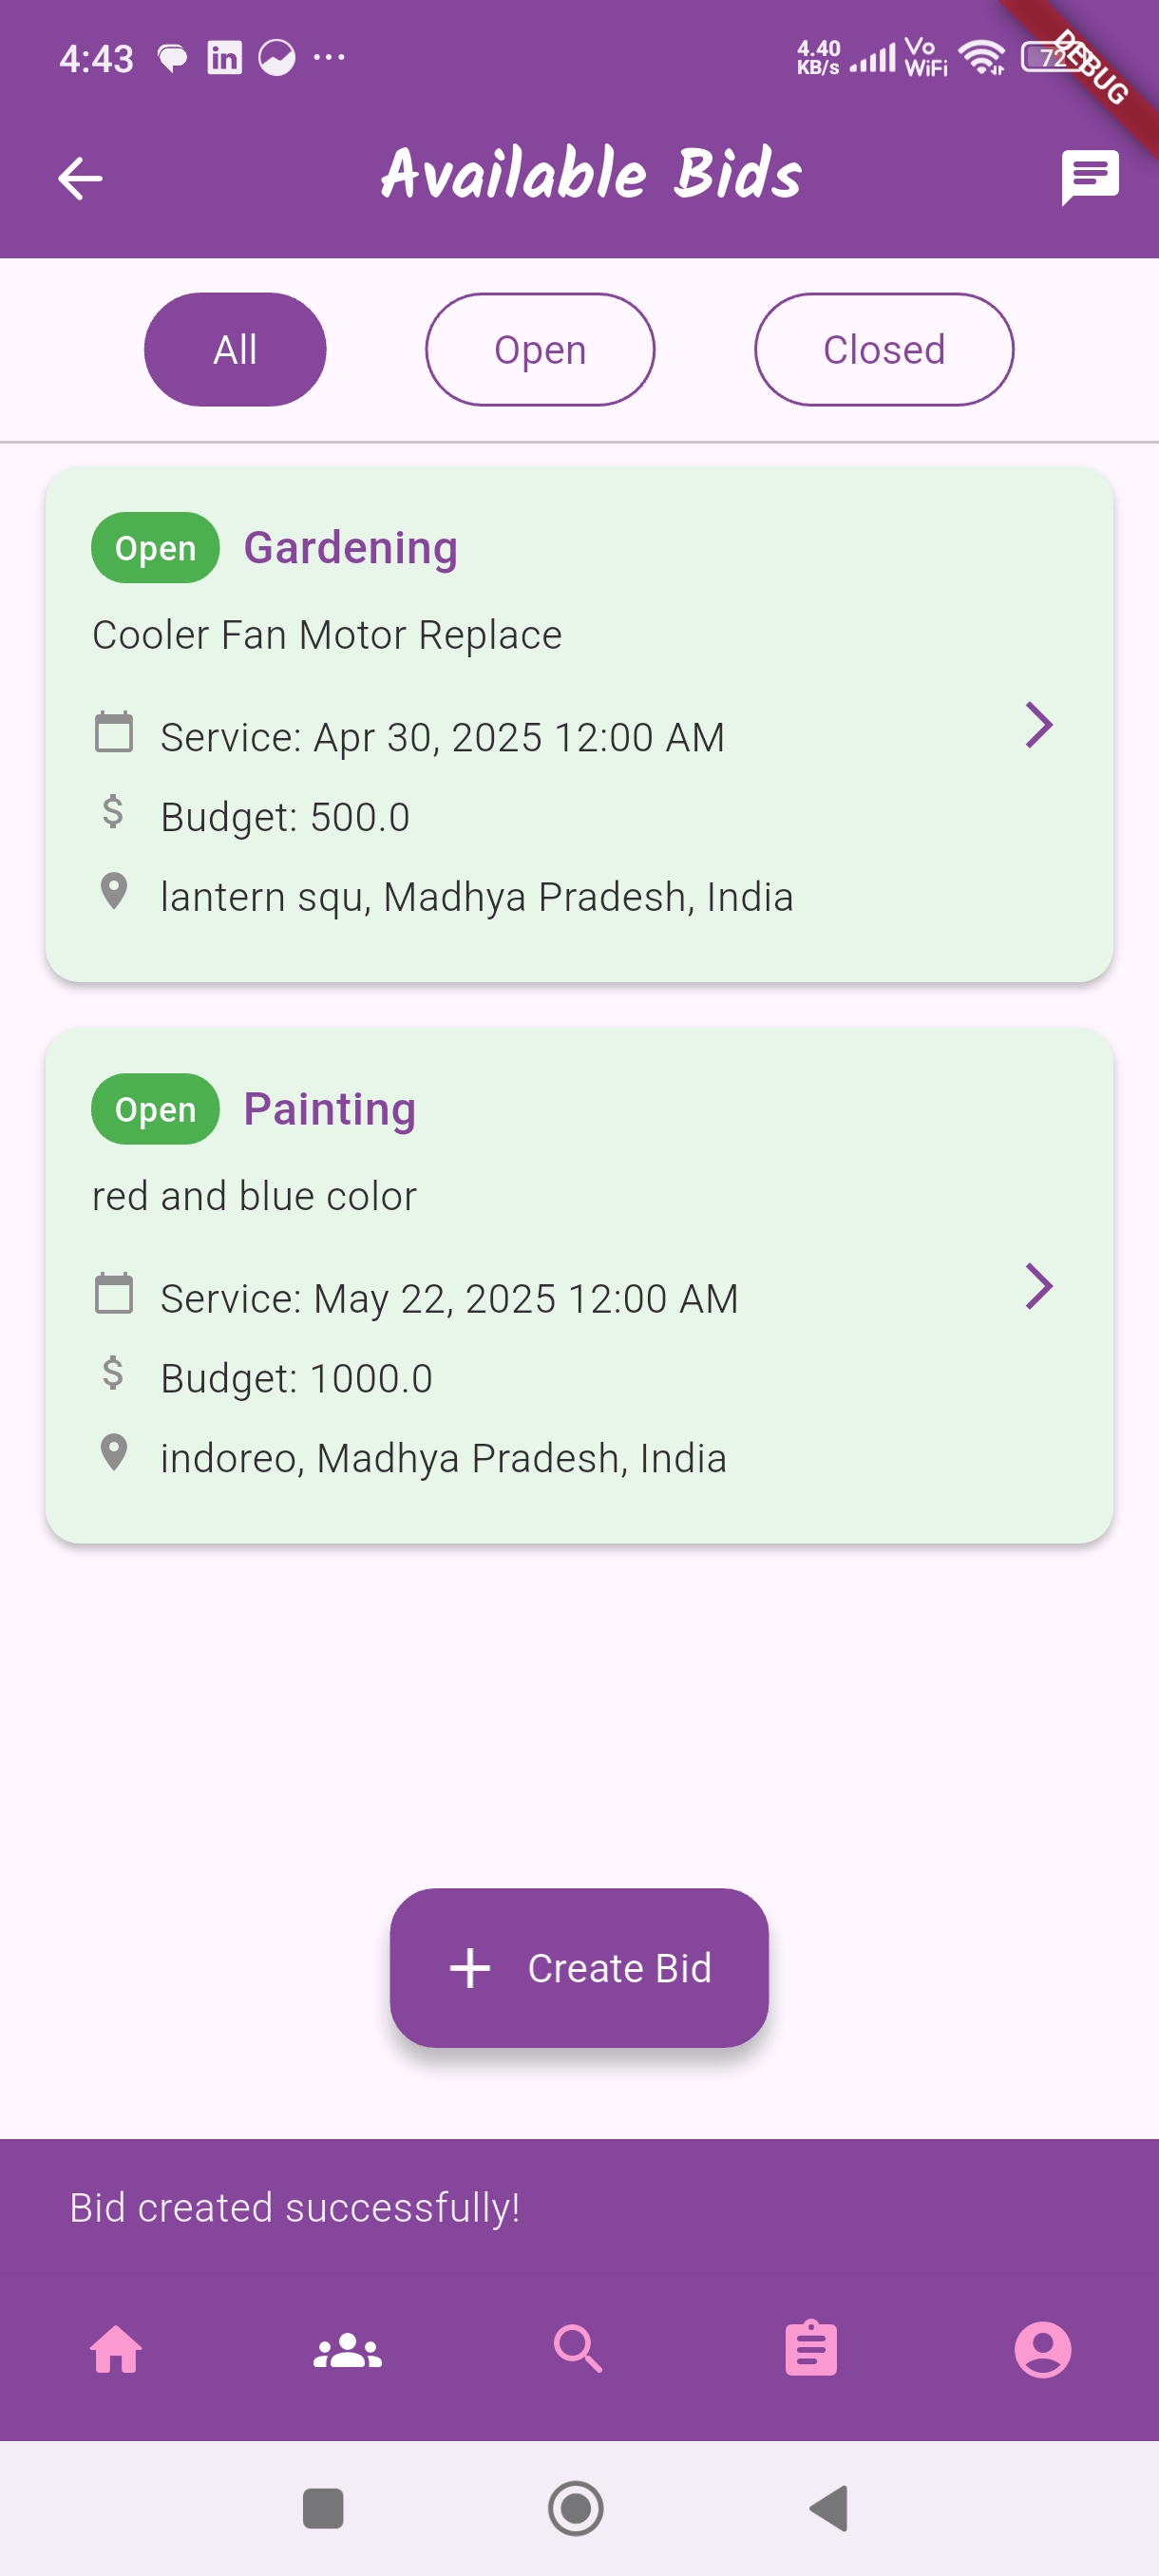 4:43 in ... 4.40 KB/s Vo WiFi 72 DEBUG
Available Bids
All Open Closed
Open Gardening
Cooler Fan Motor Replace
Service: Apr 30, 2025 12:00 AM
$ Budget: 500.0
lantern squ, Madhya Pradesh, India
Open Painting
red and blue color
Service: May 22, 2025 12:00 AM
$ Budget: 1000.0
indoreo, Madhya Pradesh, India
+ Create Bid
Bid created successfully!